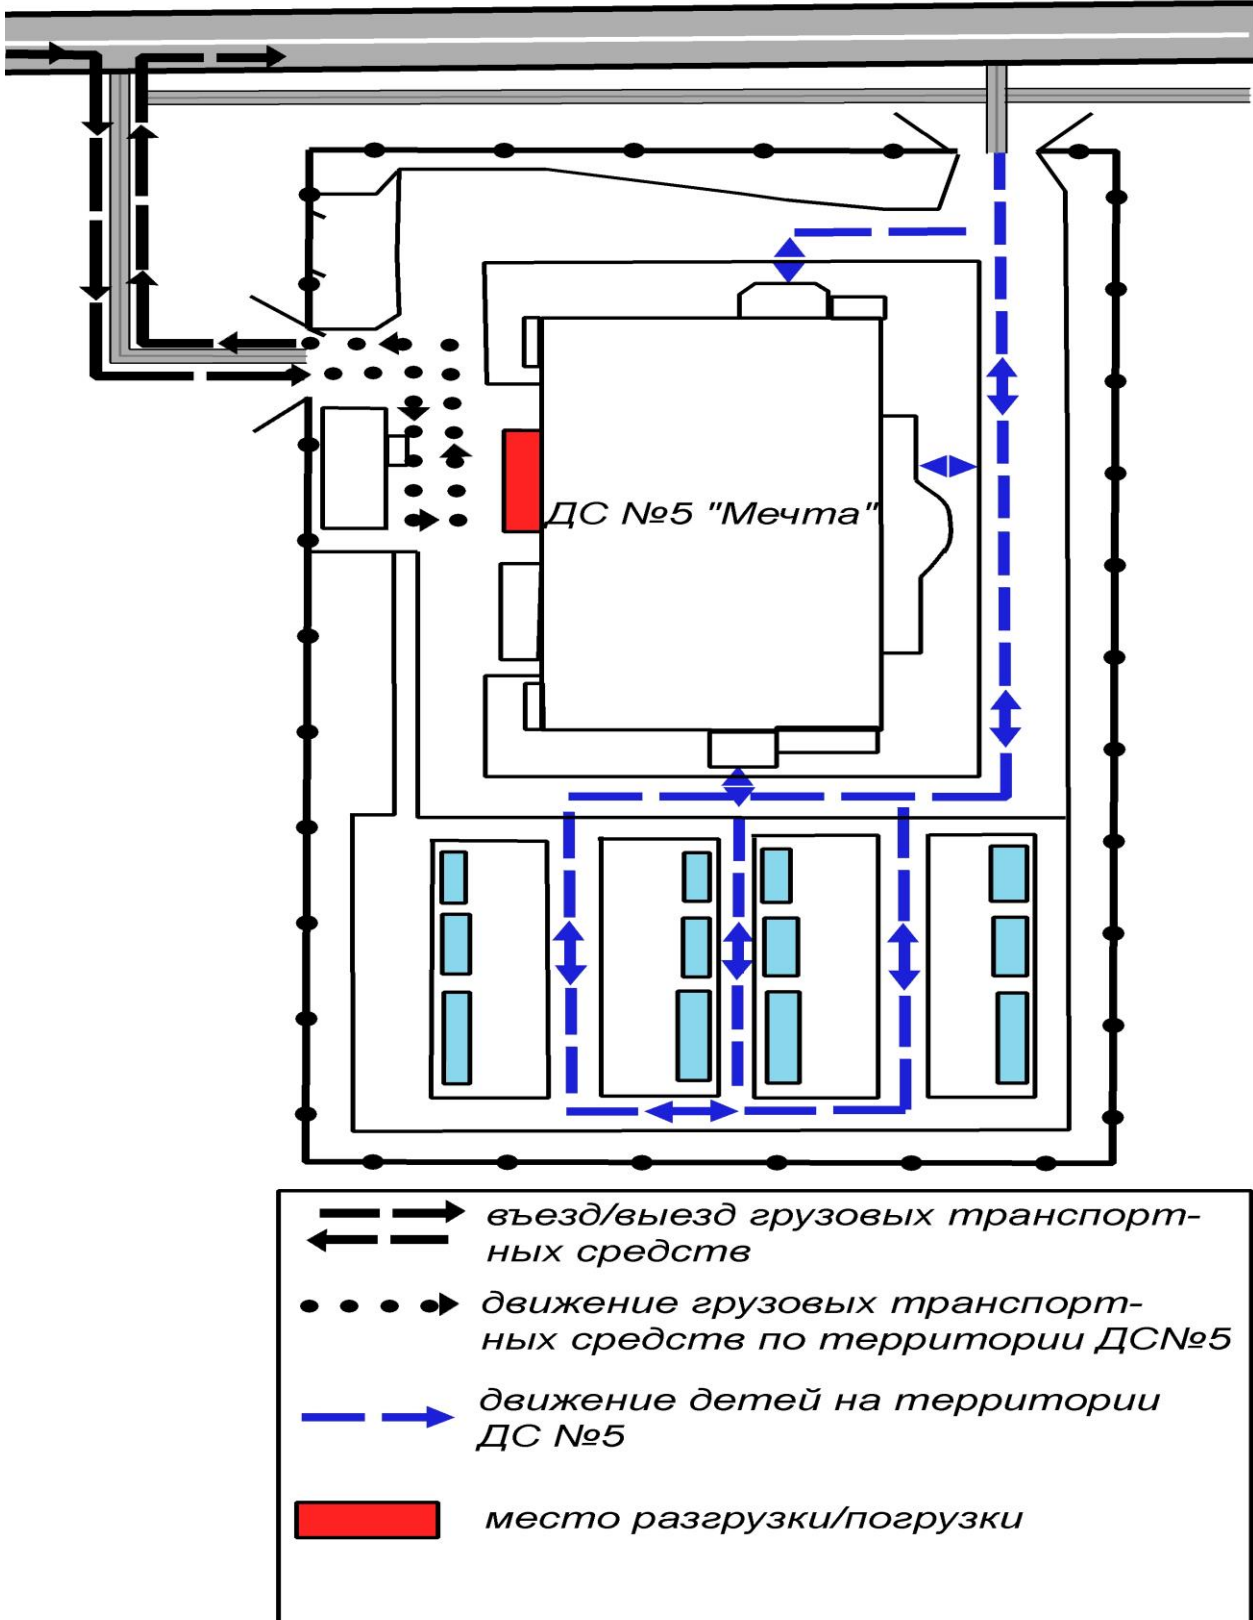 ДС №5 "Мечта"
въезд/выезд грузовых транспорт-
ных средств
движение грузовых транспорт-
ных средств по территории ДС№5
движение детей на территории
ДС №5
место разгрузки/погрузки